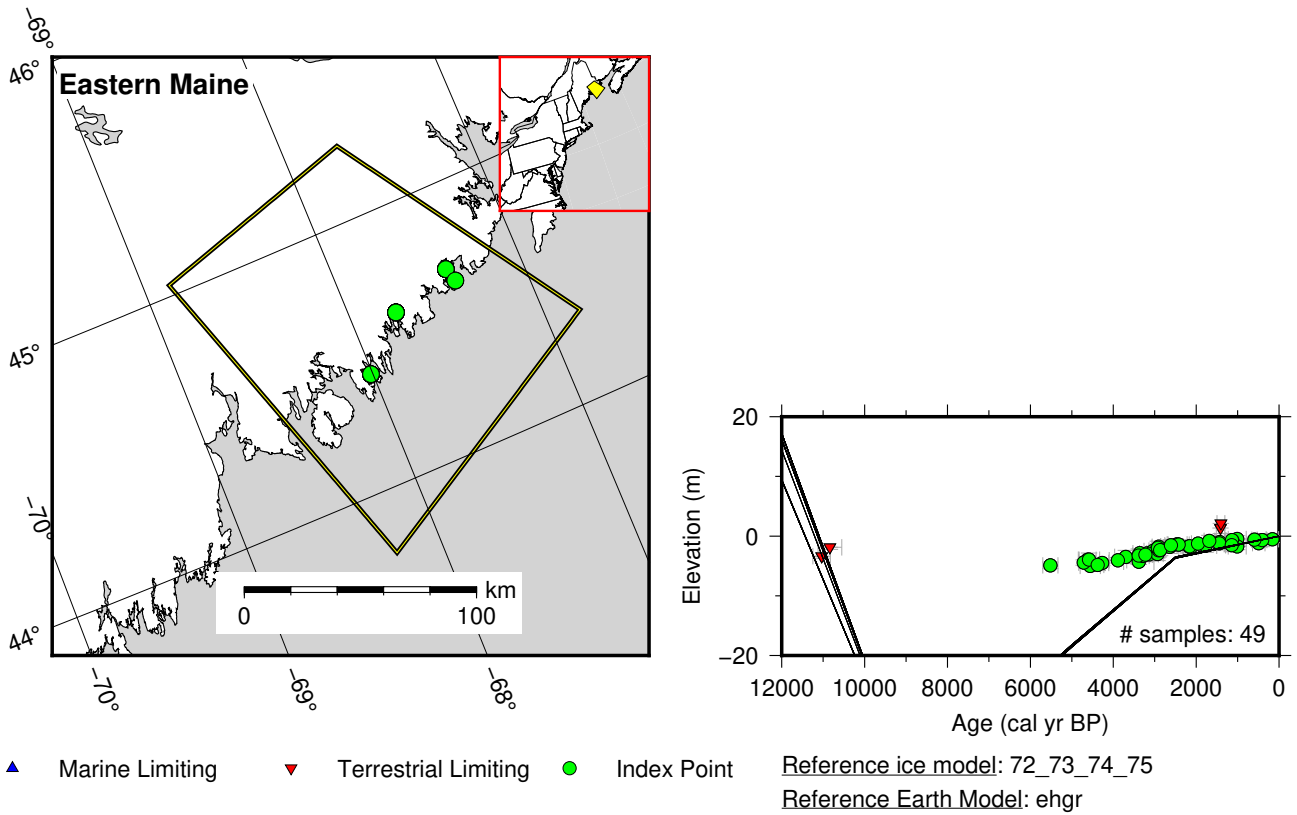 Eastern Maine
−69°
46°
45°
−70°
44°
−70°
−69°
−68°
km
0 100
20
0
−20
Elevation (m)
# samples: 49
12000 10000 8000 6000 4000 2000 0
Age (cal yr BP)
Marine Limiting Terrestrial Limiting Index Point
Reference ice model: 72_73_74_75
Reference Earth Model: ehgr